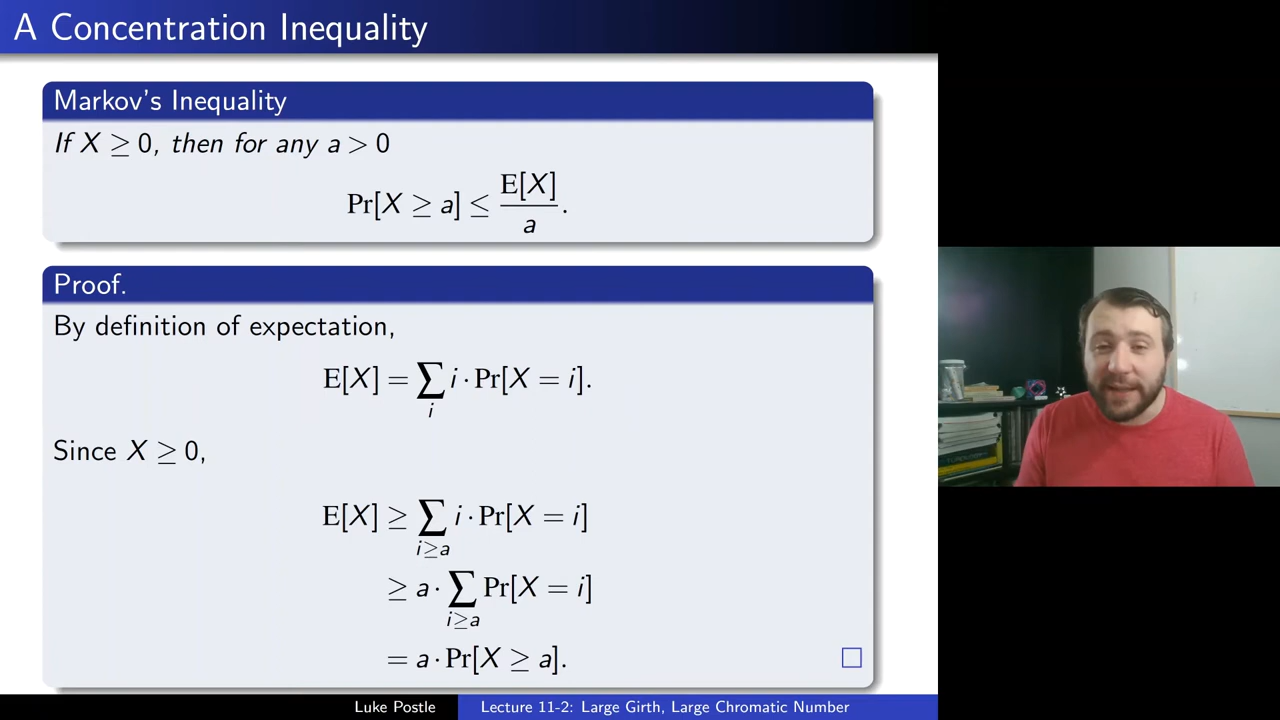 A Concentration Inequality
Markov's Inequality
If X ≥ 0, then for any a > 0
Pr[X ≥ a] ≤ E[X]/a.
Proof.
By definition of expectation,
E[X] = ∑_i i · Pr[X = i].
Since X ≥ 0,
E[X] ≥ ∑_{i≥a} i · Pr[X = i]
≥ a · ∑_{i≥a} Pr[X = i]
= a · Pr[X ≥ a]. □
Luke Postle
Lecture 11-2: Large Girth, Large Chromatic Number